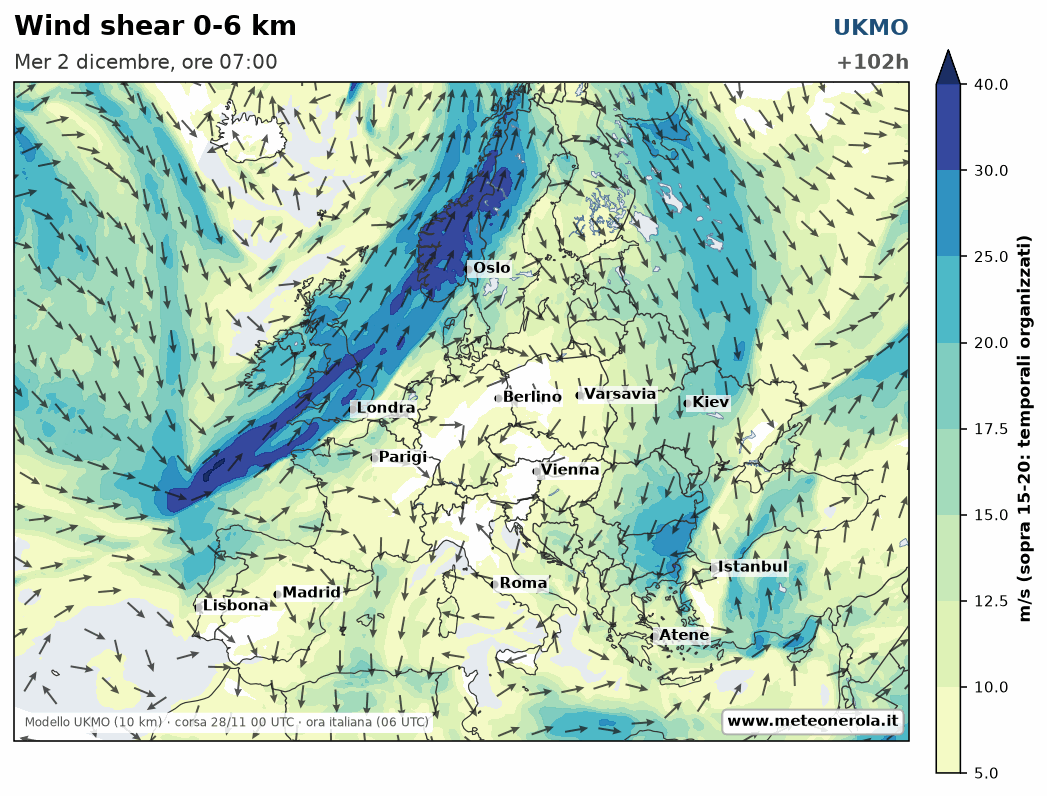 Wind shear 0-6 km
UKMO
Mer 2 dicembre, ore 07:00
+102h
40.0
30.0
25.0
20.0
17.5
15.0
12.5
10.0
5.0
m/s (sopra 15-20: temporali organizzati)
Oslo
Londra
Berlino
Varsavia
Kiev
Parigi
Vienna
Istanbul
Roma
Madrid
Lisbona
Atene
Modello UKMO (10 km) · corsa 28/11 00 UTC · ora italiana (06 UTC)
www.meteonerola.it